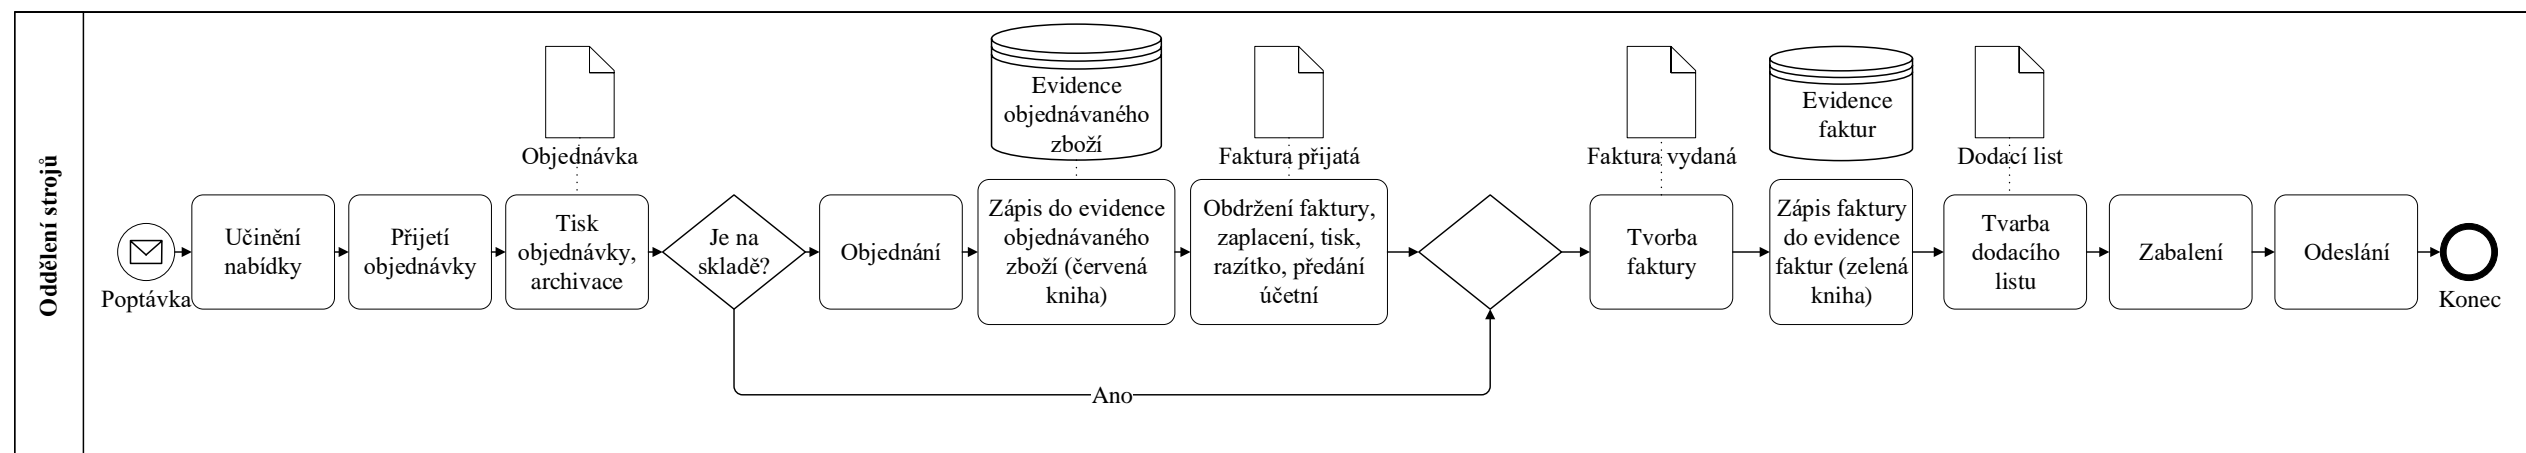 Oddělení strojů
Poptávka
Učinění
nabídky
Přijetí
objednávky
Objednávka
Tisk
objednávky,
archivace
Je na
skladě?
Ano
Objednání
Evidence
objednávaného
zboží
Zápis do evidence
objednávaného
zboží (červená
kniha)
Faktura přijatá
Obdržení faktury,
zaplacení, tisk,
razítko, předání
účetní
Faktura vydaná
Tvorba
faktury
Evidence
faktur
Zápis faktury
do evidence
faktur (zelená
kniha)
Dodací list
Tvarba
dodacího
listu
Zabalení
Odeslání
Konec